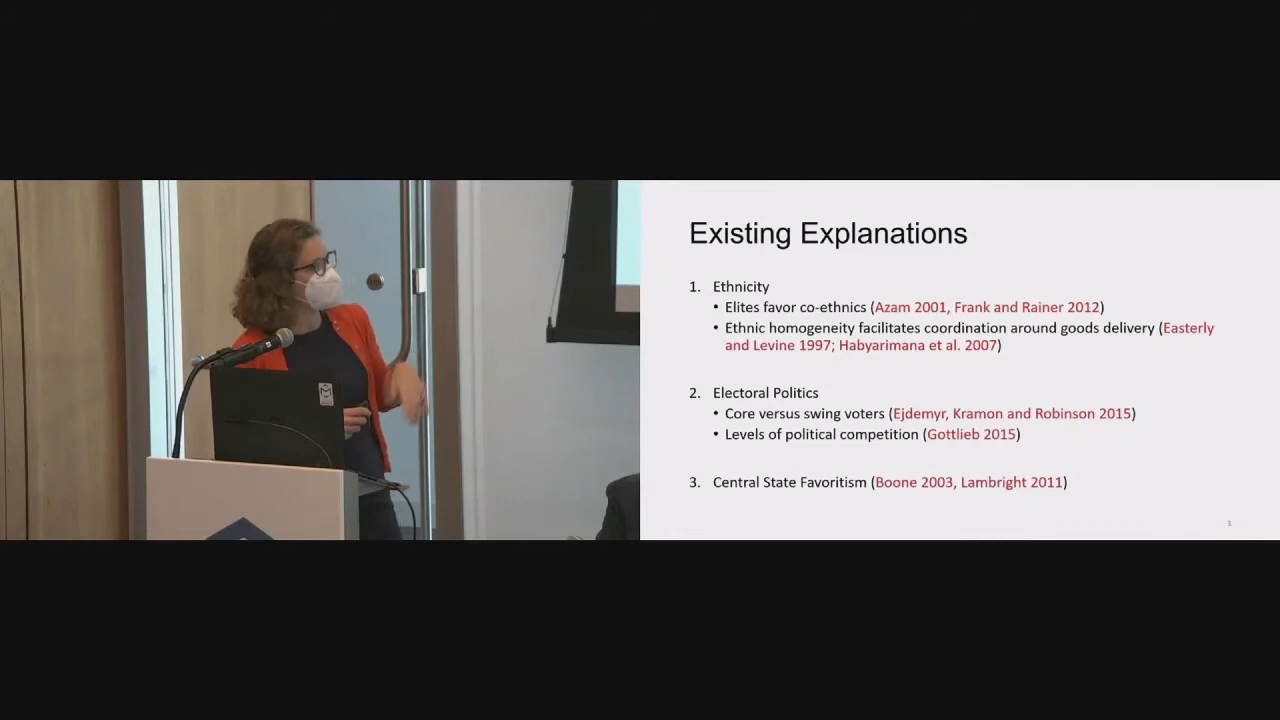 Existing Explanations
1. Ethnicity
• Elites favor co-ethnics (Azam 2001, Frank and Rainer 2012)
• Ethnic homogeneity facilitates coordination around goods delivery (Easterly
and Levine 1997; Habyarimana et al. 2007)
2. Electoral Politics
• Core versus swing voters (Ejdemyr, Kramon and Robinson 2015)
• Levels of political competition (Gottlieb 2015)
3. Central State Favoritism (Boone 2003, Lambright 2011)
3